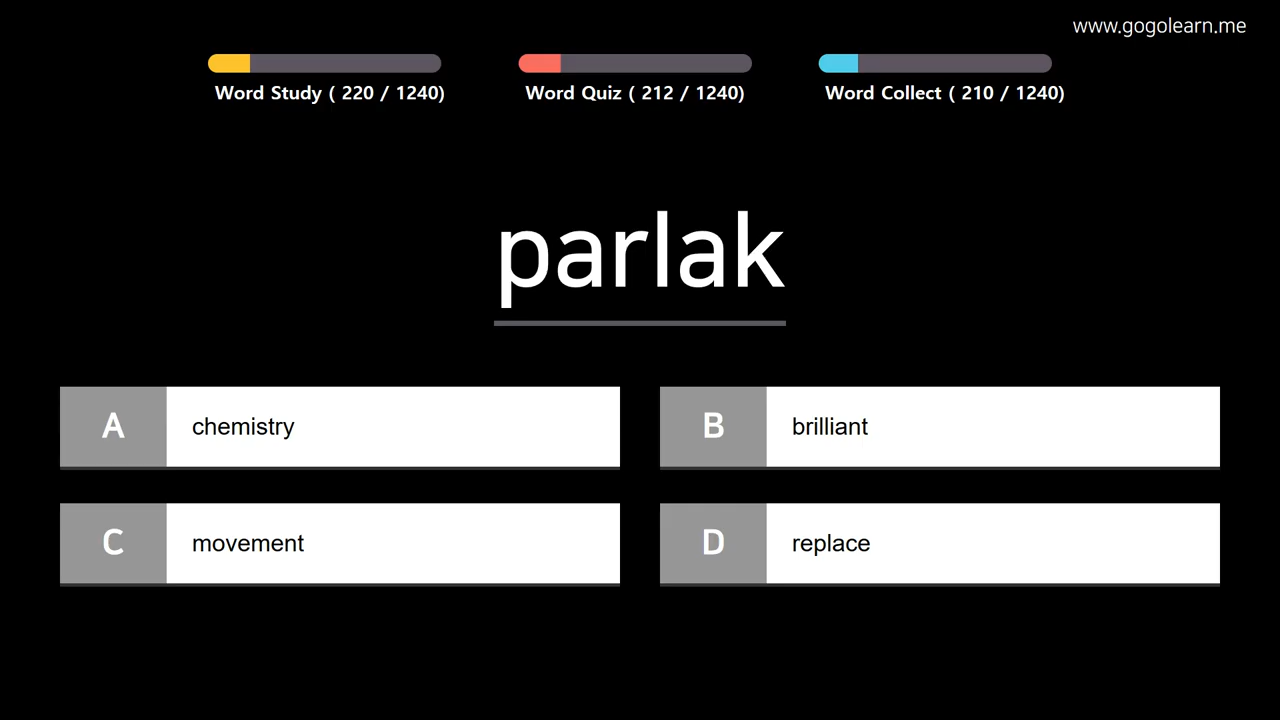 www.gogolearn.me
Word Study ( 220 / 1240)
Word Quiz ( 212 / 1240)
Word Collect ( 210 / 1240)
parlak
A chemistry
B brilliant
C movement
D replace